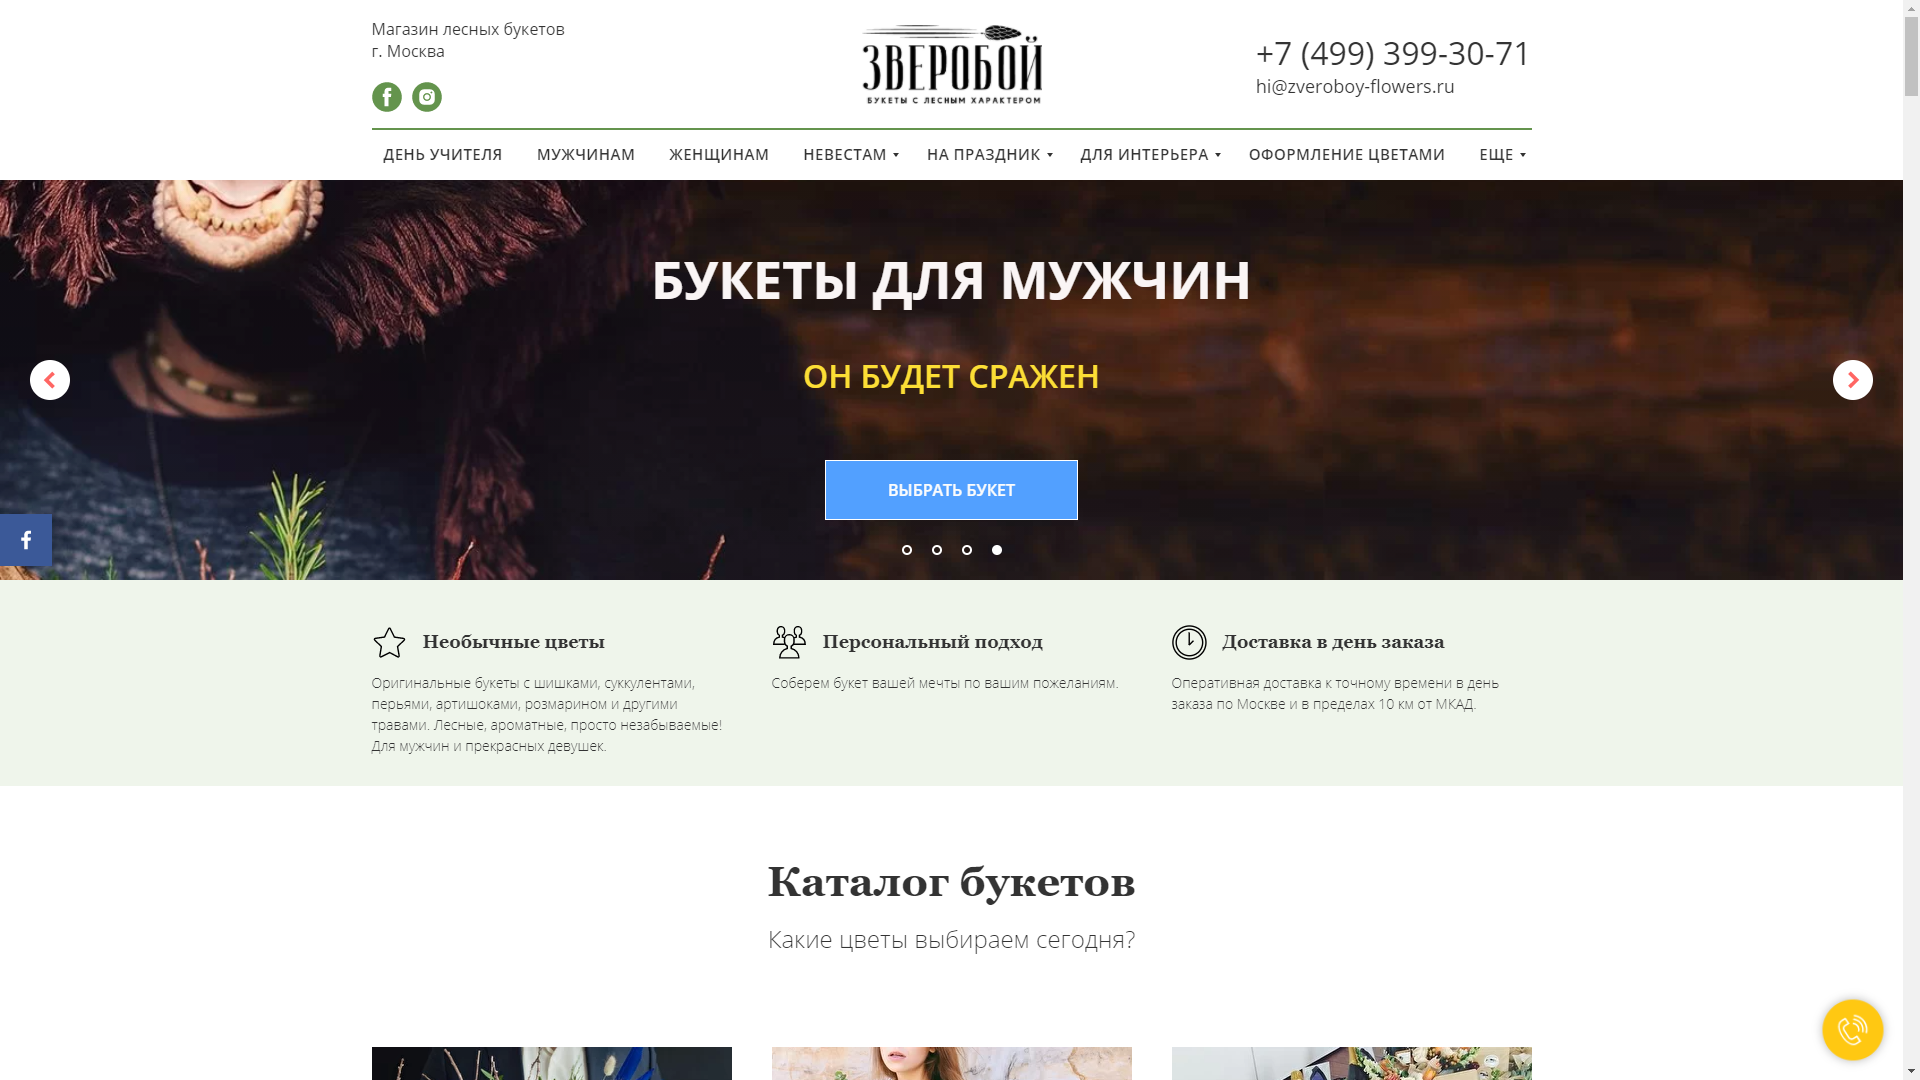 Магазин лесных букетов
г. Москва
ЗВЕРОБОЙ
БУКЕТЫ С ЛЕСНЫМ ХАРАКТЕРОМ
+7 (499) 399-30-71
hi@zveroboy-flowers.ru
ДЕНЬ УЧИТЕЛЯ МУЖЧИНАМ ЖЕНЩИНАМ НЕВЕСТАМ НА ПРАЗДНИК ДЛЯ ИНТЕРЬЕРА ОФОРМЛЕНИЕ ЦВЕТАМИ ЕЩЕ
БУКЕТЫ ДЛЯ МУЖЧИН
ОН БУДЕТ СРАЖЕН
ВЫБРАТЬ БУКЕТ
Необычные цветы
Оригинальные букеты с шишками, суккулентами,
перьями, артишоками, розмарином и другими
травами. Лесные, ароматные, просто незабываемые!
Для мужчин и прекрасных девушек.
Персональный подход
Соберем букет вашей мечты по вашим пожеланиям.
Доставка в день заказа
Оперативная доставка к точному времени в день
заказа по Москве и в пределах 10 км от МКАД.
Каталог букетов
Какие цветы выбираем сегодня?